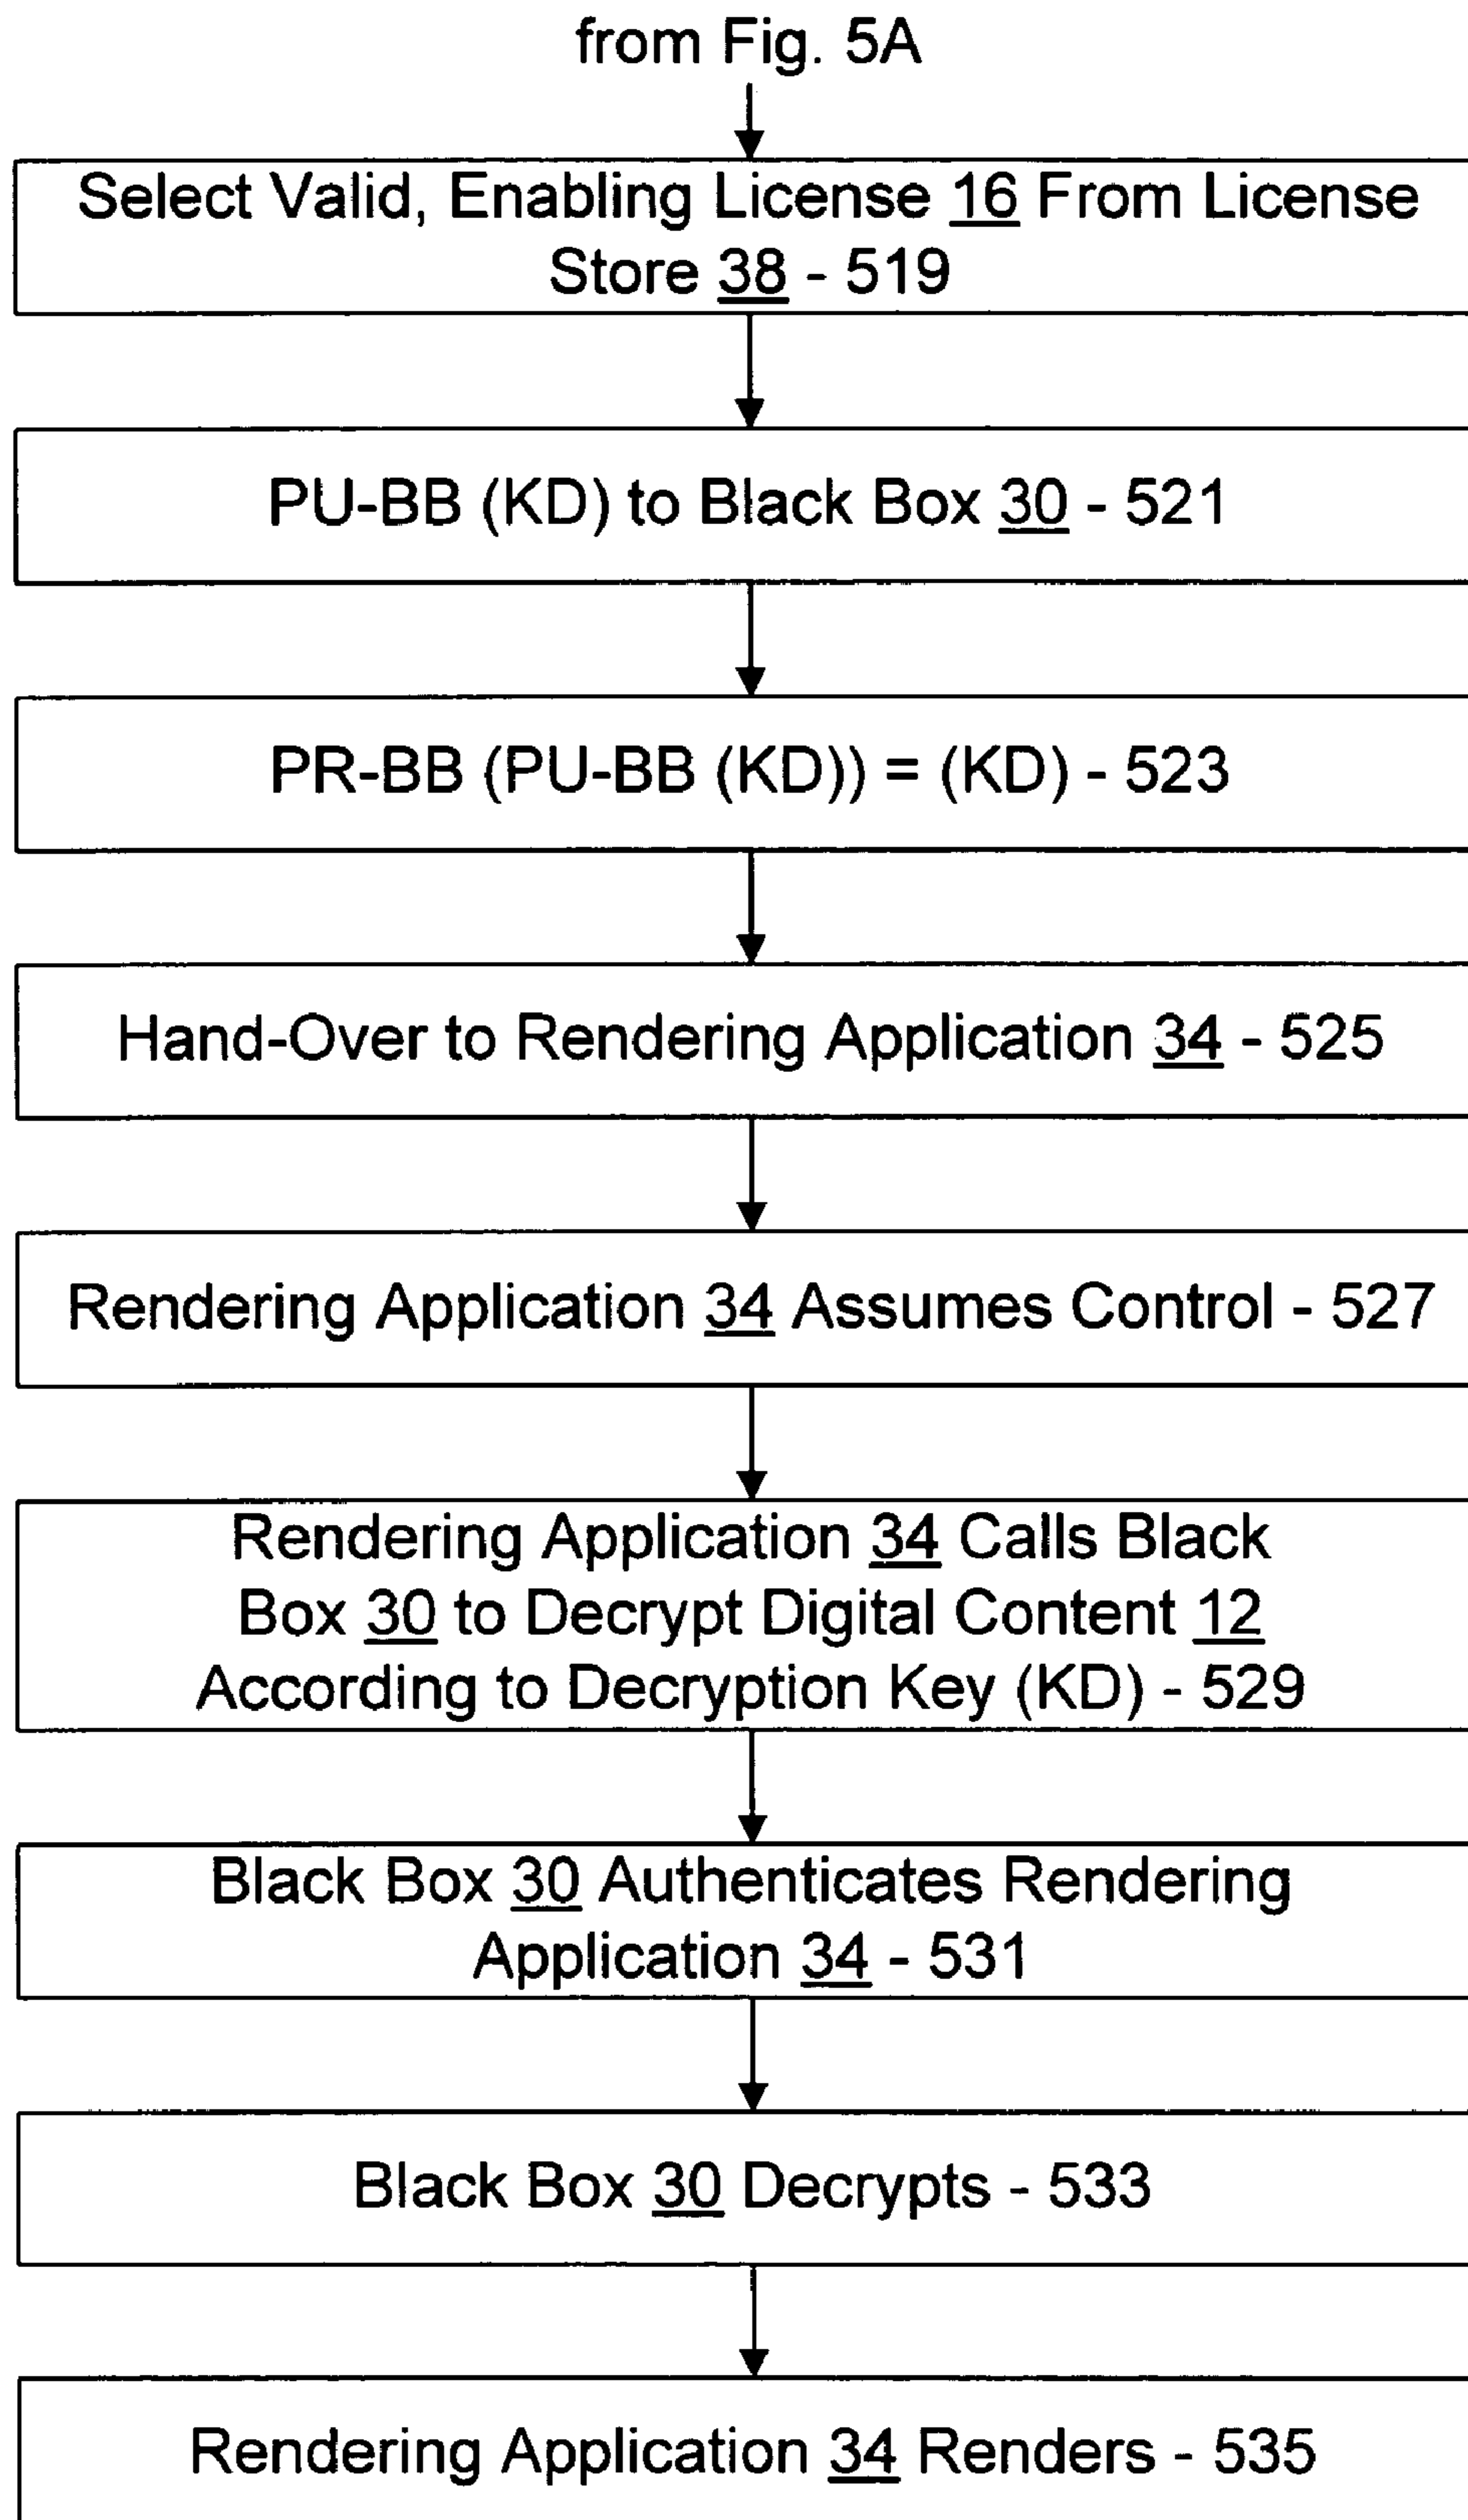 from Fig. 5A
Select Valid, Enabling License 16 From License
Store 38 - 519
PU-BB (KD) to Black Box 30 - 521
PR-BB (PU-BB (KD)) = (KD) - 523
Hand-Over to Rendering Application 34 - 525
Rendering Application 34 Assumes Control - 527
Rendering Application 34 Calls Black
Box 30 to Decrypt Digital Content 12
According to Decryption Key (KD) - 529
Black Box 30 Authenticates Rendering
Application 34 - 531
Black Box 30 Decrypts - 533
Rendering Application 34 Renders - 535